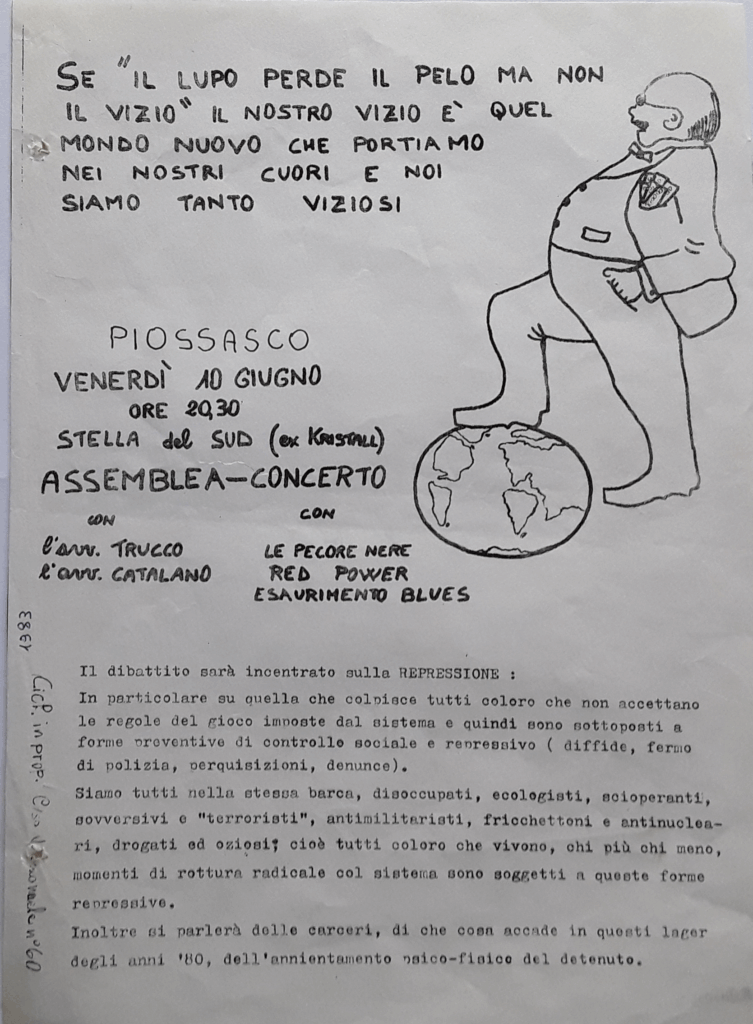 SE "IL LUPO PERDE IL PELO MA NON
IL VIZIO" IL NOSTRO VIZIO E' QUEL
MONDO NUOVO CHE PORTIAMO
NEI NOSTRI CUORI E NOI
SIAMO TANTO VIZIOSI
PIOSSASCO
VENERDÌ 10 GIUGNO
ORE 20,30
STELLA del SUD (ex KRISTALL)
ASSEMBLEA-CONCERTO
con
l'avv. TRUCCO
l'avv. CATALANO
CON
LE PECORE NERE
RED POWER
ESAURIMENTO BLUES
Il dibattito sarà incentrato sulla REPRESSIONE :
In particolare su quella che colpisce tutti coloro che non accettano
le regole del gioco imposte dal sistema e quindi sono sottoposti a
forme preventive di controllo sociale e repressivo ( diffide, fermo
di polizia, perquisizioni, denunce).
Siamo tutti nella stessa barca, disoccupati, ecologisti, scioperanti,
sovversivi e "terroristi", antimilitaristi, fricchettoni e antinuclea-
ri, drogati ed oziosi; cioè tutti coloro che vivono, chi più chi meno,
momenti di rottura radicale col sistema sono soggetti a queste forme
repressive.
Inoltre si parlerà delle carceri, di che cosa accade in questi lager
degli anni '80, dell'annientamento psico-fisico del detenuto.
1983
Cicl. in prop. n° 60